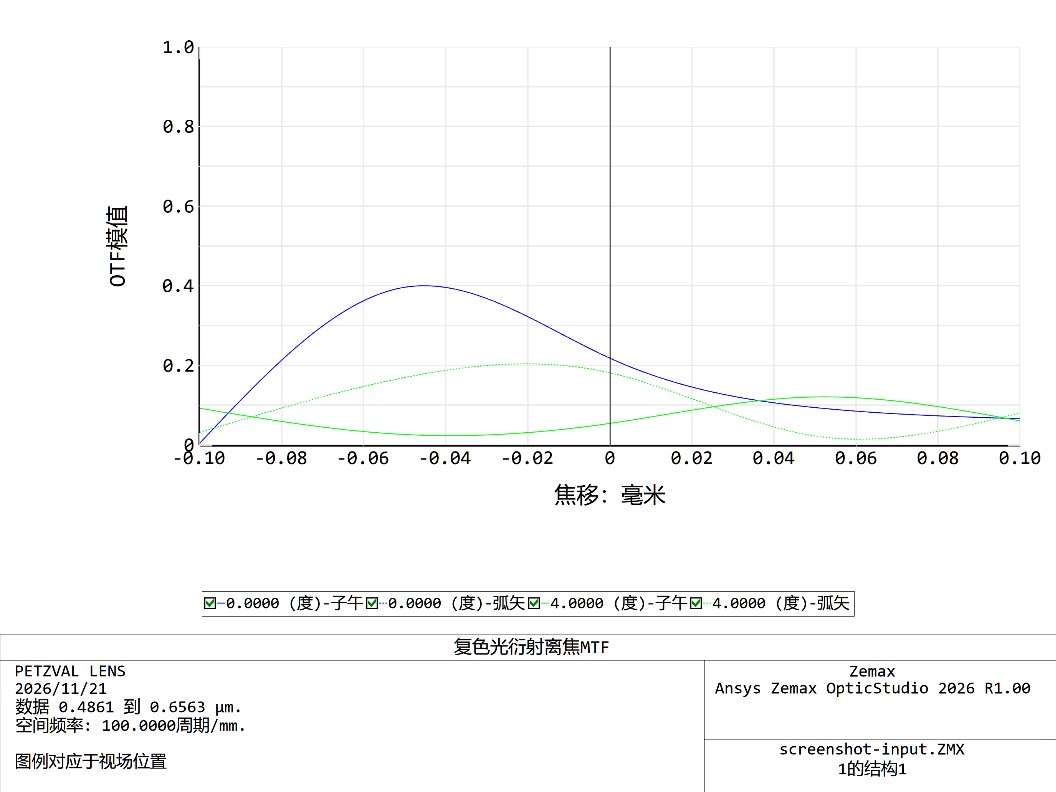 1.0
0.8
0.6
0.4
0.2
0
OTF模值
-0.10 -0.08 -0.06 -0.04 -0.02 0 0.02 0.04 0.06 0.08 0.10
焦移: 毫米
0.0000 (度)-子午 0.0000 (度)-弧矢 4.0000 (度)-子午 4.0000 (度)-弧矢
复色光衍射离焦MTF
PETZVAL LENS
2026/11/21
数据 0.4861 到 0.6563 µm.
空间频率: 100.0000周期/mm.
图例对应于视场位置
Zemax
Ansys Zemax OpticStudio 2026 R1.00
screenshot-input.ZMX
1的结构1